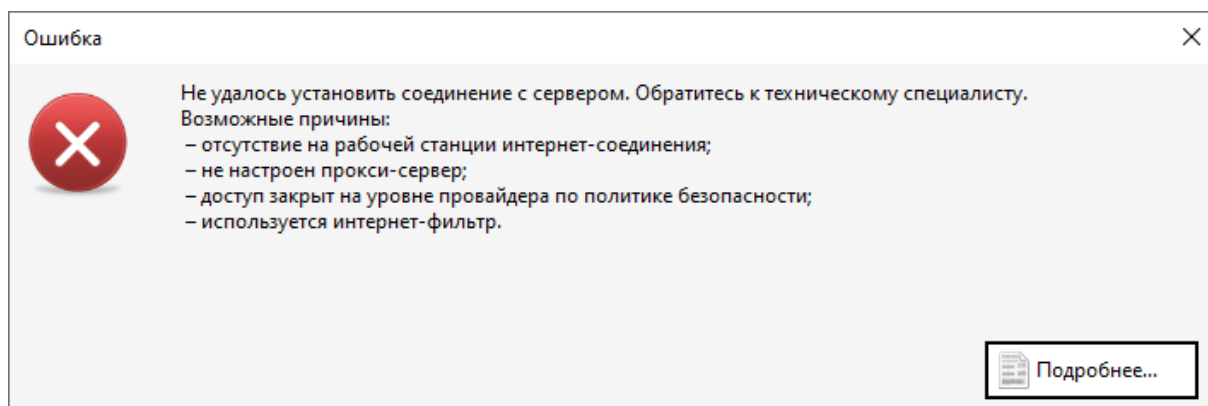 Ошибка
Не удалось установить соединение с сервером. Обратитесь к техническому специалисту.
Возможные причины:
– отсутствие на рабочей станции интернет-соединения;
– не настроен прокси-сервер;
– доступ закрыт на уровне провайдера по политике безопасности;
– используется интернет-фильтр.
Подробнее...